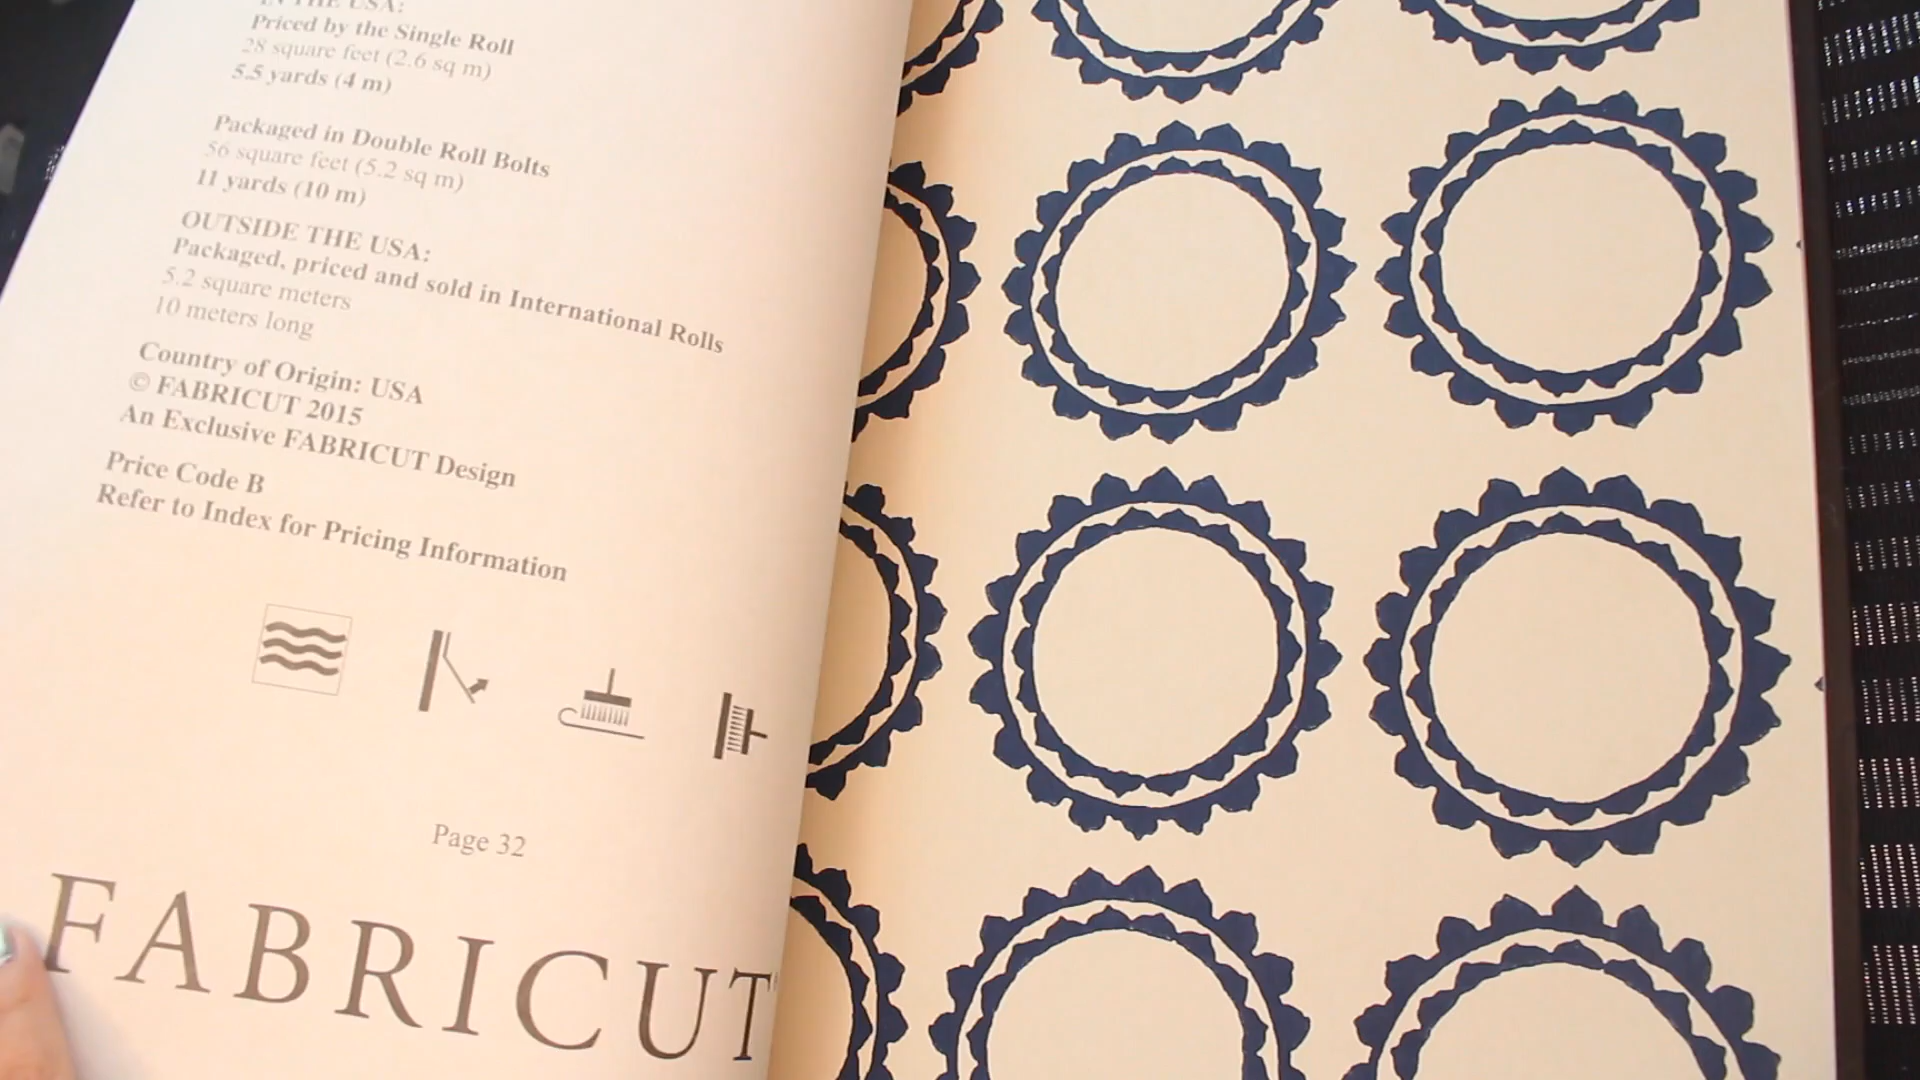 IN THE USA:
Priced by the Single Roll
28 square feet (2.6 sq m)
5.5 yards (4 m)
Packaged in Double Roll Bolts
56 square feet (5.2 sq m)
11 yards (10 m)
OUTSIDE THE USA:
Packaged, priced and sold in International Rolls
5.2 square meters
10 meters long
Country of Origin: USA
© FABRICUT 2015
An Exclusive FABRICUT Design
Price Code B
Refer to Index for Pricing Information
Page 32
FABRICUT